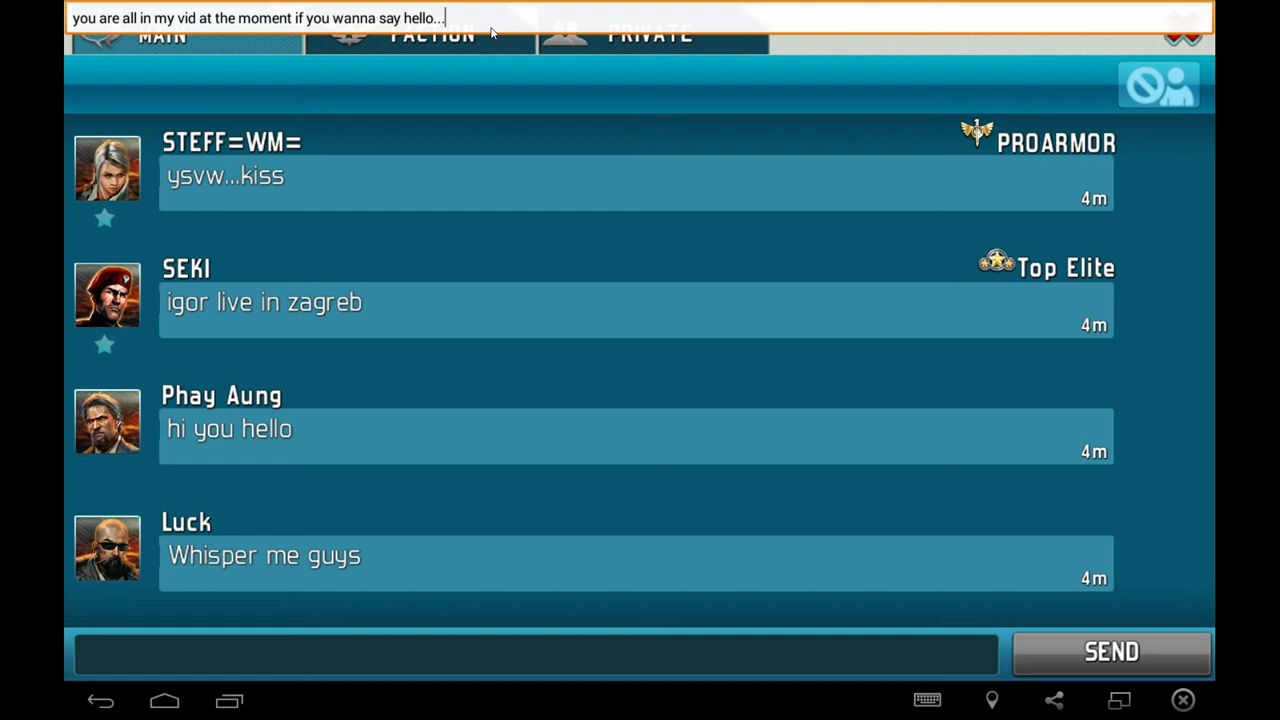 you are all in my vid at the moment if you wanna say hello...
MAIN
FACTION
PRIVATE
STEFF=WM=
PROARMOR
ysvw...kiss
4m
SEKI
Top Elite
igor live in zagreb
4m
Phay Aung
hi you hello
4m
Luck
Whisper me guys
4m
SEND